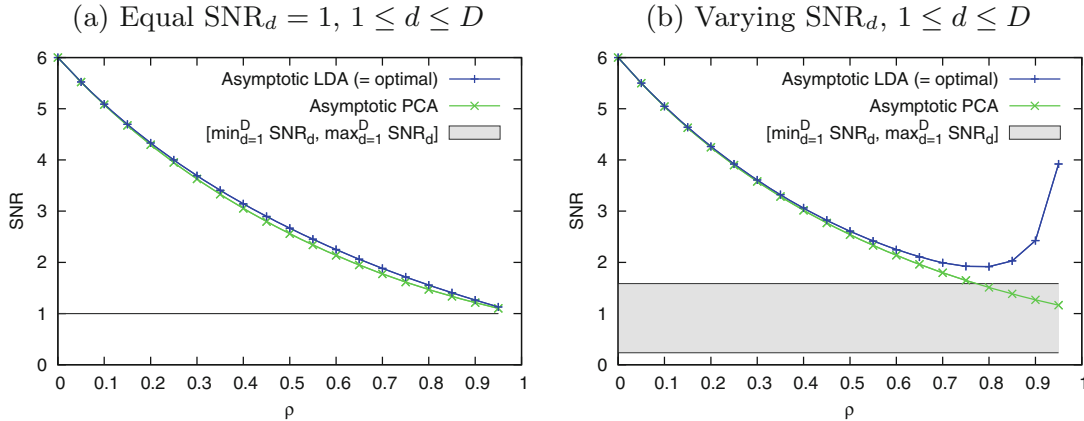 (a) Equal SNR_d = 1, 1 ≤ d ≤ D
6
5
4
3
2
1
0
SNR
Asymptotic LDA (= optimal)
Asymptotic PCA
[min_{d=1}^D SNR_d, max_{d=1}^D SNR_d]
0 0.1 0.2 0.3 0.4 0.5 0.6 0.7 0.8 0.9 1
ρ
(b) Varying SNR_d, 1 ≤ d ≤ D
6
5
4
3
2
1
0
SNR
Asymptotic LDA (= optimal)
Asymptotic PCA
[min_{d=1}^D SNR_d, max_{d=1}^D SNR_d]
0 0.1 0.2 0.3 0.4 0.5 0.6 0.7 0.8 0.9 1
ρ